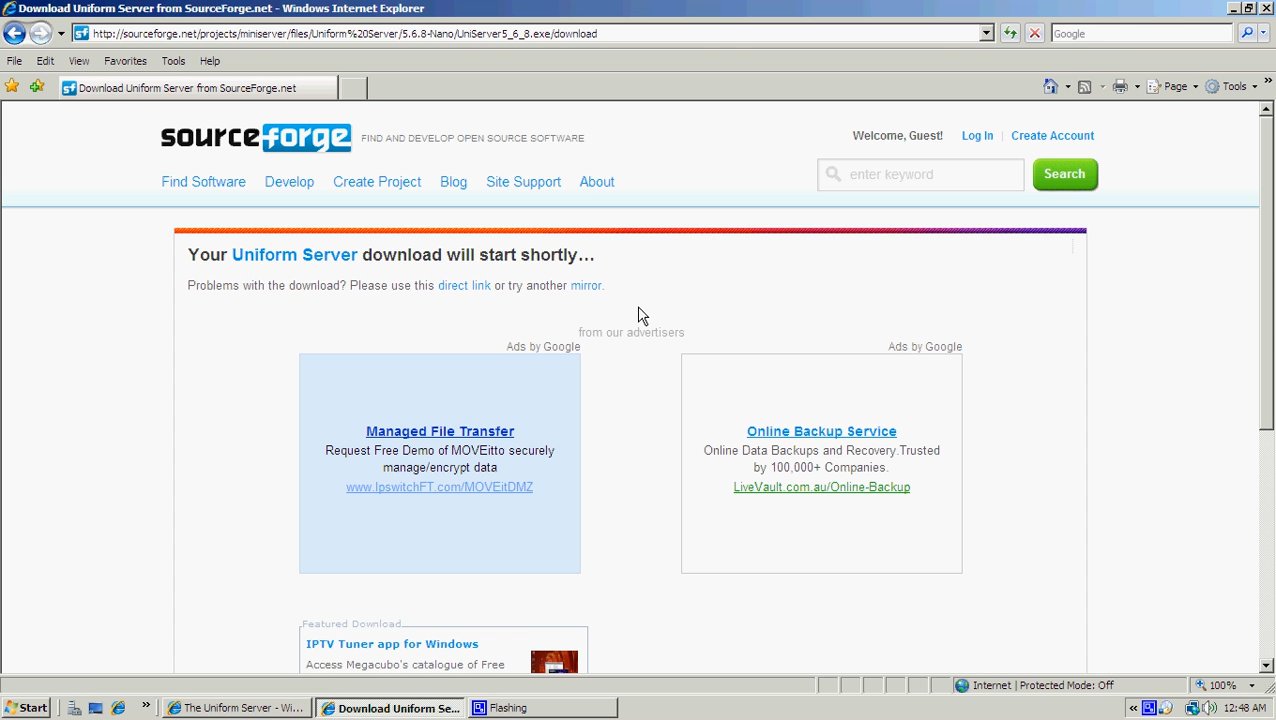 Download Uniform Server from SourceForge.net - Windows Internet Explorer
http://sourceforge.net/projects/miniserver/files/Uniform%20Server/5.6.8-Nano/UniServer5_6_8.exe/download
Google
File Edit View Favorites Tools Help
Download Uniform Server from SourceForge.net
Page Tools
sourceforge FIND AND DEVELOP OPEN SOURCE SOFTWARE
Welcome, Guest! Log In Create Account
Find Software Develop Create Project Blog Site Support About
enter keyword Search
Your Uniform Server download will start shortly...
Problems with the download? Please use this direct link or try another mirror.
from our advertisers
Ads by Google
Managed File Transfer
Request Free Demo of MOVEitto securely
manage/encrypt data
www.IpswitchFT.com/MOVEitDMZ
Ads by Google
Online Backup Service
Online Data Backups and Recovery.Trusted
by 100,000+ Companies.
LiveVault.com.au/Online-Backup
Featured Download
IPTV Tuner app for Windows
Access Megacubo's catalogue of Free
Internet | Protected Mode: Off 100%
Start The Uniform Server - Wi... Download Uniform Se... Flashing 12:48 AM